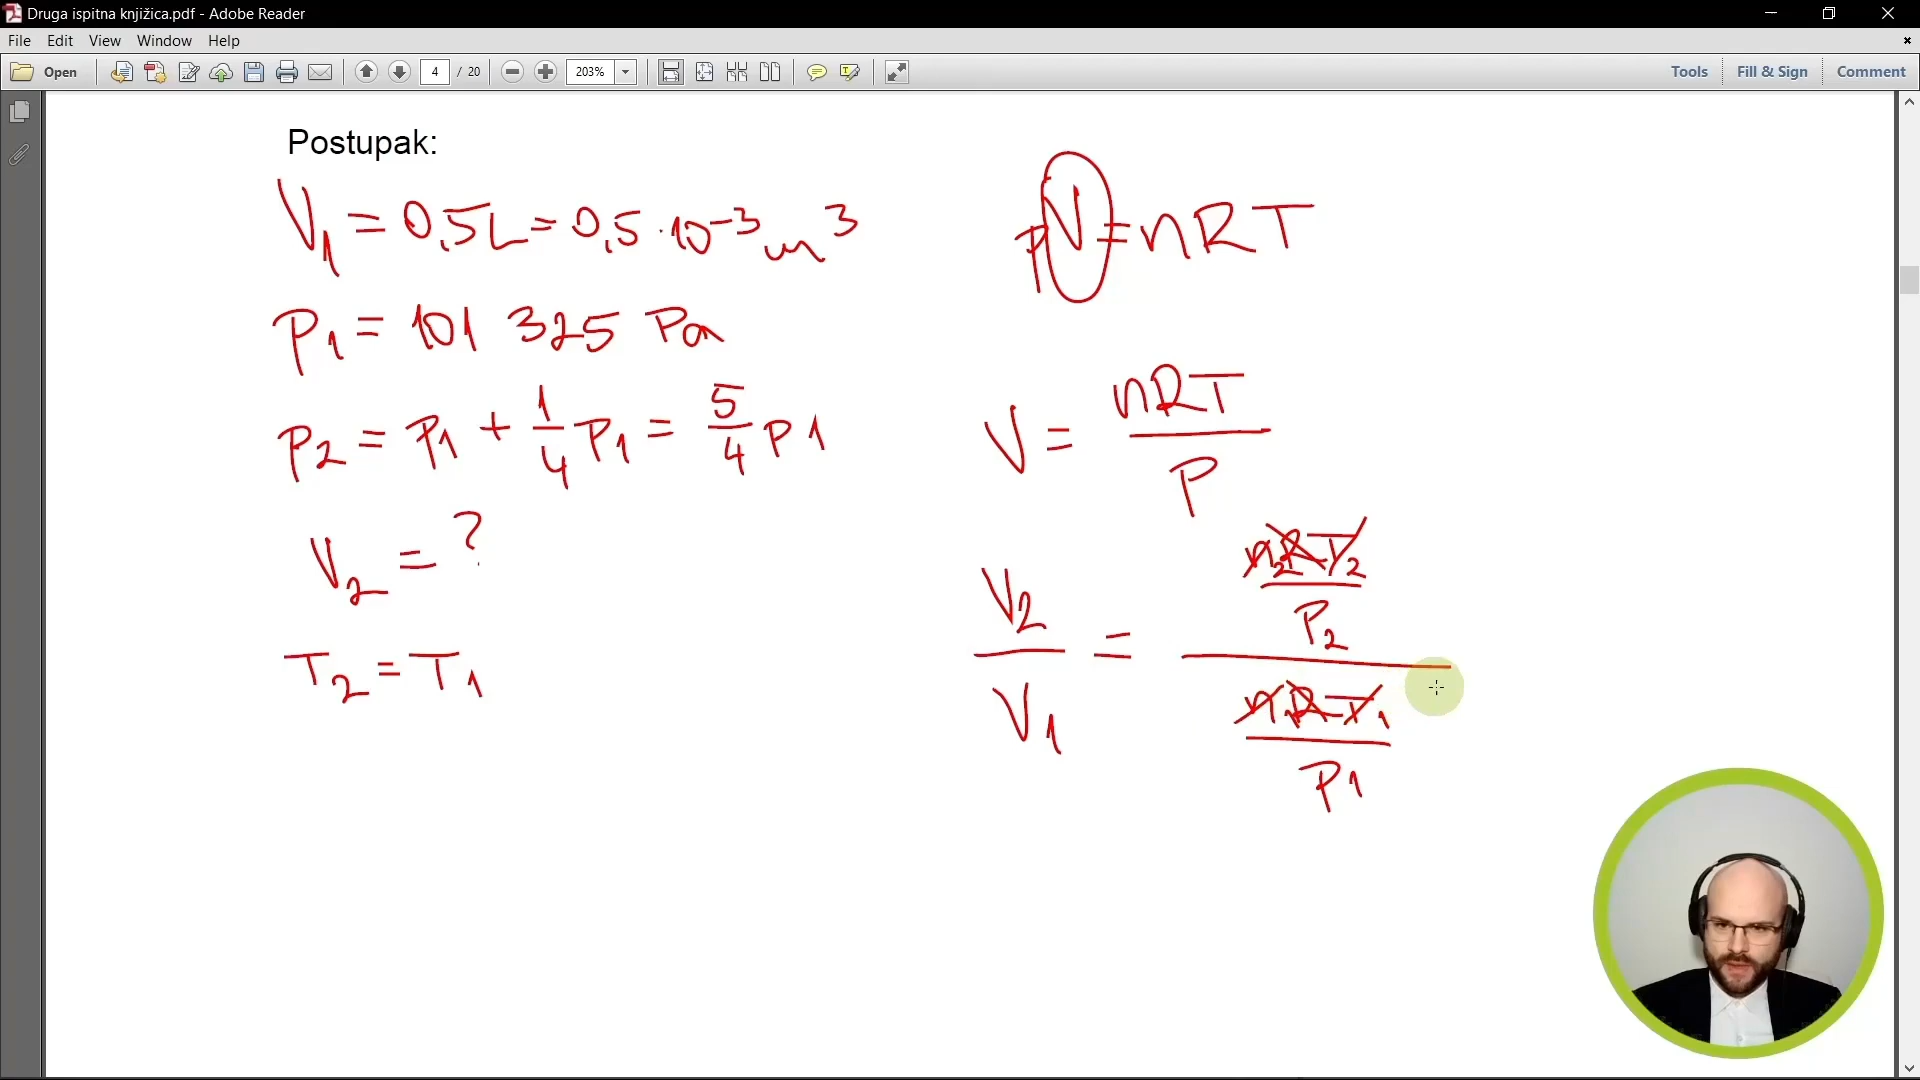 Druga ispitna knjižica.pdf - Adobe Reader
File Edit View Window Help
Open 4 / 20 203% Tools Fill & Sign Comment
Postupak:
V₁ = 0,5L = 0,5 · 10⁻³ m³
p₁ = 101 325 Pa
p₂ = p₁ + 1/4 p₁ = 5/4 p1
V₂ = ?
T₂ = T₁
pV = nRT
V = nRT / P
V₂ / V₁ = (n₂RT₂ / P₂) / (n₁RT₁ / P1)